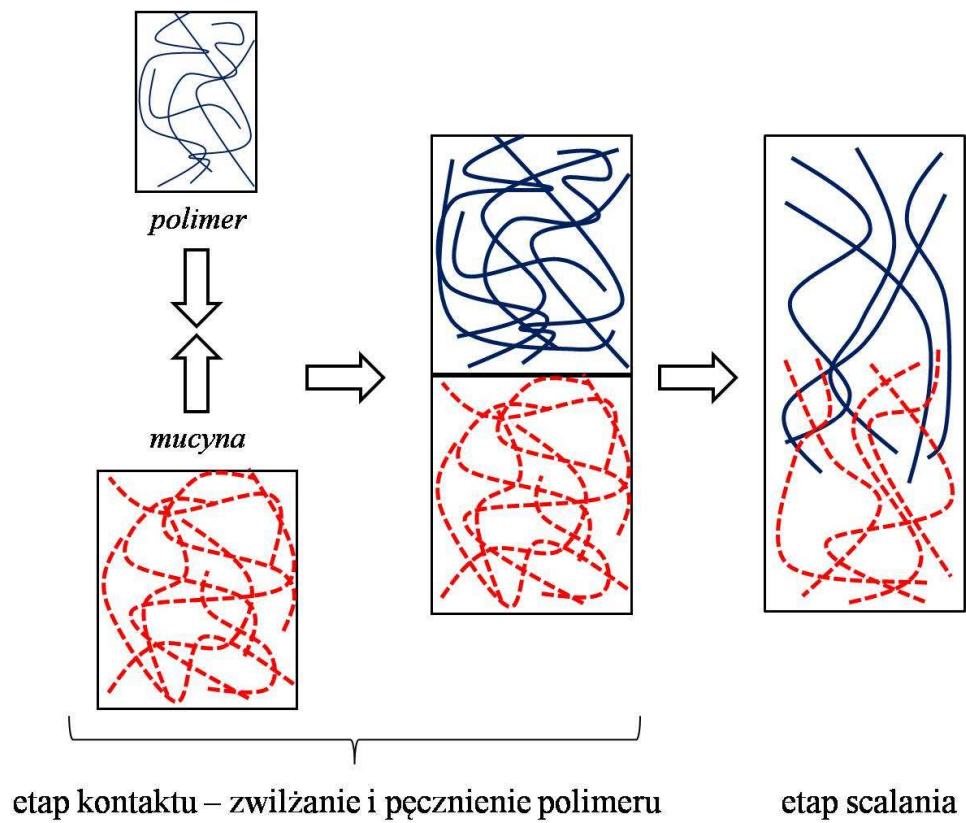 polimer
mucyna
etap kontaktu – zwilżanie i pęcznienie polimeru
etap scalania